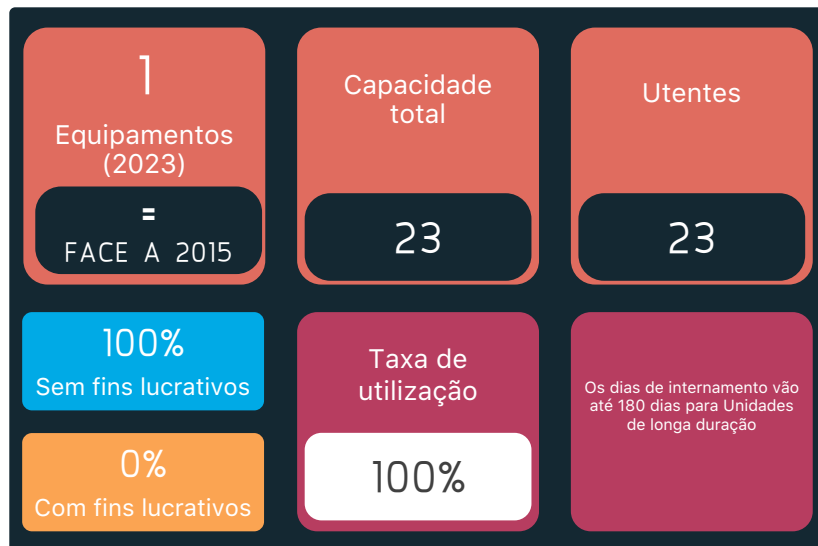 1
Equipamentos
(2023)
=
FACE A 2015
Capacidade
total
23
Utentes
23
100%
Sem fins lucrativos
0%
Com fins lucrativos
Taxa de
utilização
100%
Os dias de internamento vão
até 180 dias para Unidades
de longa duração